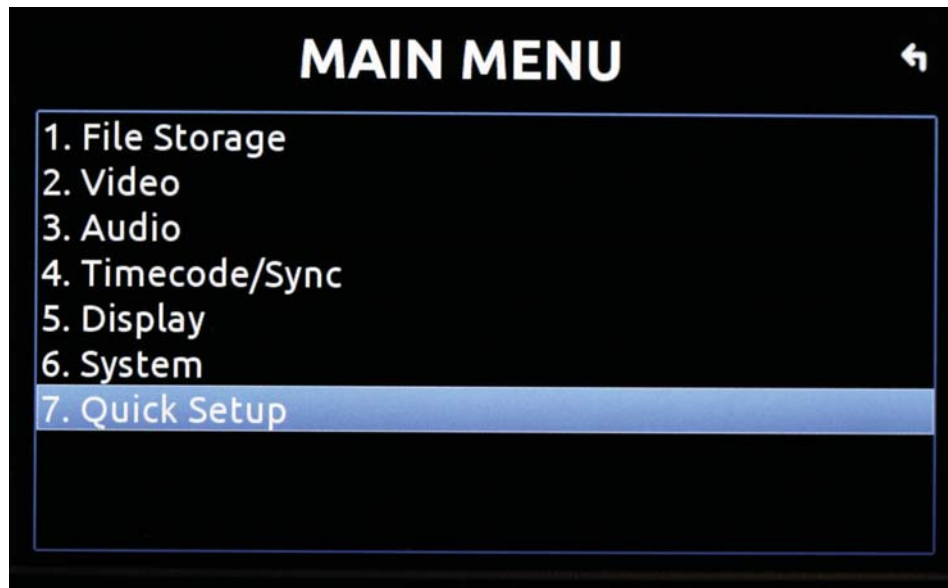 MAIN MENU
1. File Storage
2. Video
3. Audio
4. Timecode/Sync
5. Display
6. System
7. Quick Setup